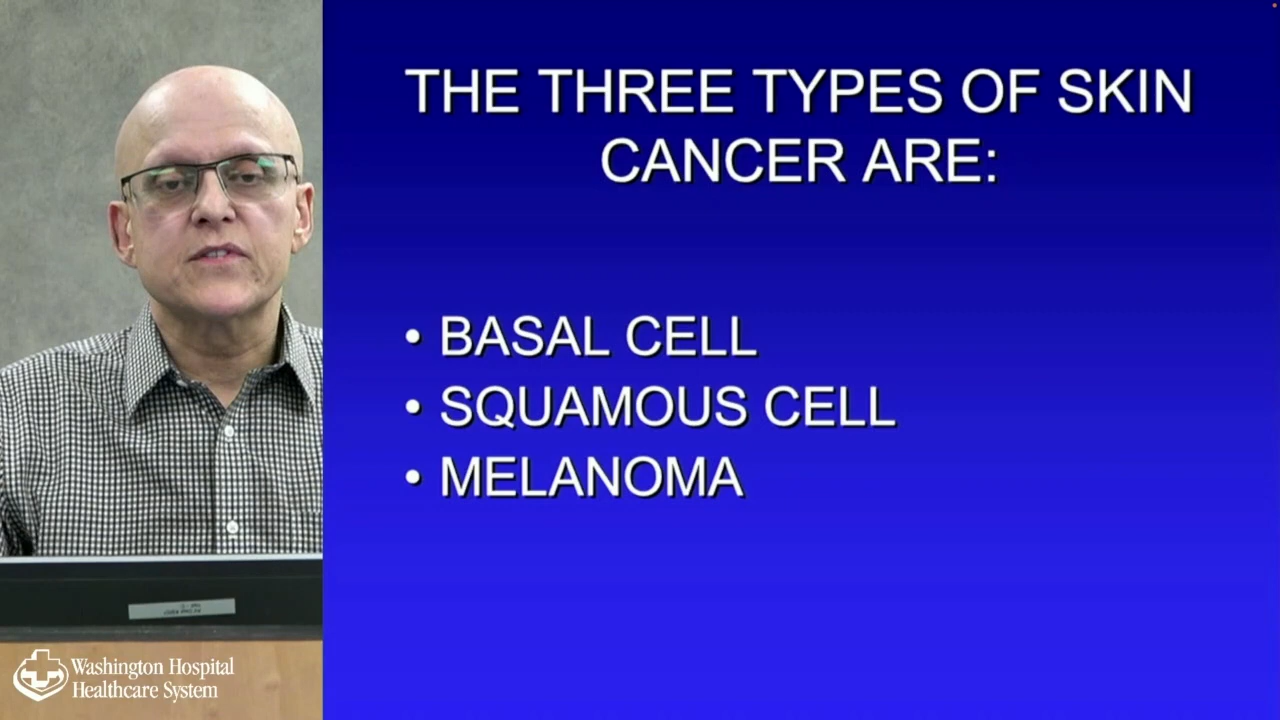 THE THREE TYPES OF SKIN
CANCER ARE:
• BASAL CELL
• SQUAMOUS CELL
• MELANOMA
Washington Hospital
Healthcare System